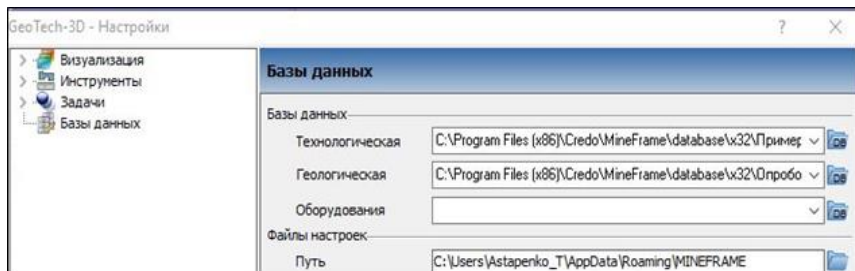 GeoTech-3D - Настройки ?
Визуализация
Инструменты
Задачи
Базы данных
Базы данных
Базы данных
Технологическая C:\Program Files (x86)\Credo\MineFrame\database\x32\Пример
Геологическая C:\Program Files (x86)\Credo\MineFrame\database\x32\Опробо
Оборудования
Файлы настроек
Путь C:\Users\Astapenko_T\AppData\Roaming\MINEFRAME